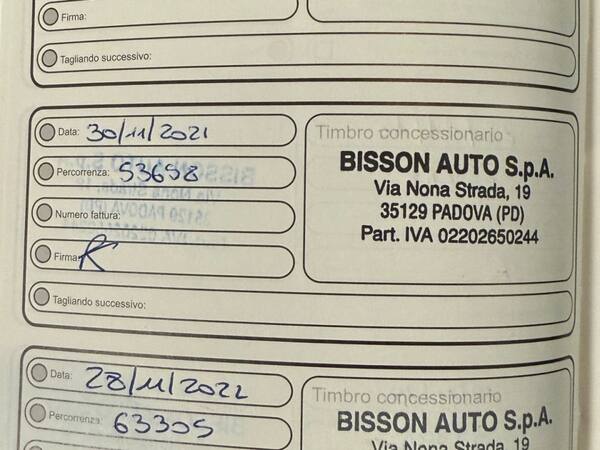 Firma:
Tagliando successivo:
Data: 30/11/2021
Percorrenza: 53658
Numero fattura:
Firma:
Tagliando successivo:
Timbro concessionario
BISSON AUTO S.p.A.
Via Nona Strada, 19
35129 PADOVA (PD)
Part. IVA 02202650244
Data: 28/11/2022
Percorrenza: 63305
Timbro concessionario
BISSON AUTO S.p.A.
Via Nona Strada, 19